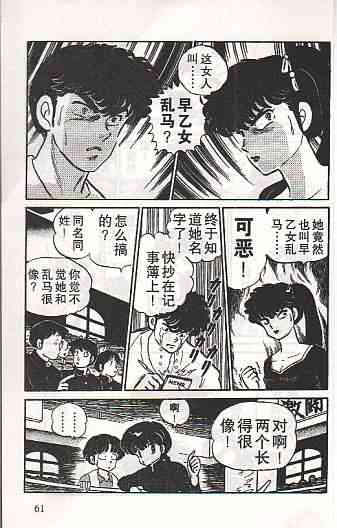 这女人
叫……
早乙女
乱马？
她竟然
也叫早
乙女乱
马……
可恶！
终于知
道她名
字了！
快抄在记
事簿上！
怎么搞
的？
同名同
姓！
你觉不
觉她和
乱马很
像？
MEMO
对啊！
两个长
得很
像！
啊！
………
………
激闘
61